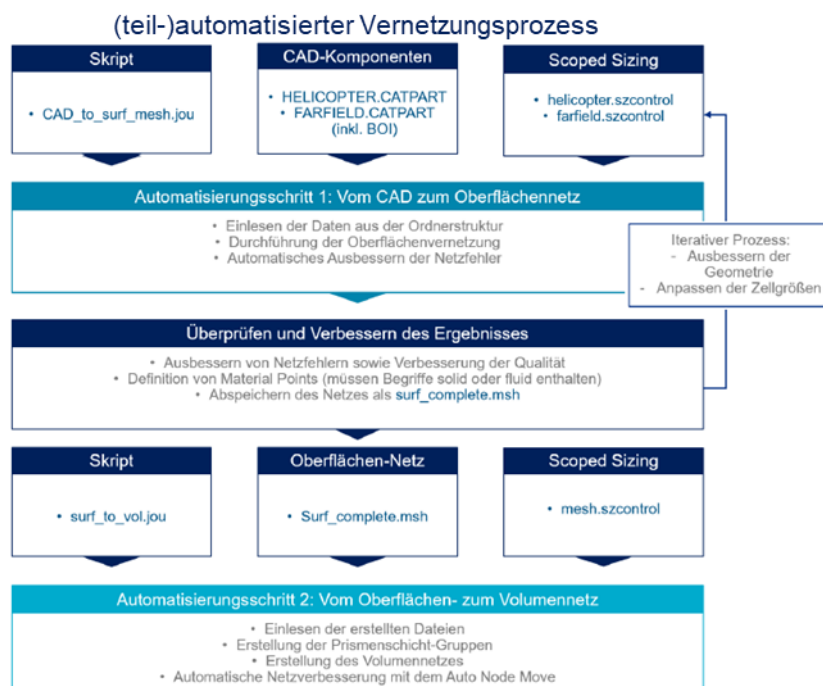 (teil-)automatisierter Vernetzungsprozess
Skript
• CAD_to_surf_mesh.jou
CAD-Komponenten
• HELICOPTER.CATPART
• FARFIELD.CATPART
(inkl. BOI)
Scoped Sizing
• helicopter.szcontrol
• farfield.szcontrol
Automatisierungsschritt 1: Vom CAD zum Oberflächennetz
• Einlesen der Daten aus der Ordnerstruktur
• Durchführung der Oberflächenvernetzung
• Automatisches Ausbessern der Netzfehler
Iterativer Prozess:
- Ausbessern der
Geometrie
- Anpassen der Zellgrößen
Überprüfen und Verbessern des Ergebnisses
• Ausbessern von Netzfehlern sowie Verbesserung der Qualität
• Definition von Material Points (müssen Begriffe solid oder fluid enthalten)
• Abspeichern des Netzes als surf_complete.msh
Skript
• surf_to_vol.jou
Oberflächen-Netz
• Surf_complete.msh
Scoped Sizing
• mesh.szcontrol
Automatisierungsschritt 2: Vom Oberflächen- zum Volumennetz
• Einlesen der erstellten Dateien
• Erstellung der Prismenschicht-Gruppen
• Erstellung des Volumennetzes
• Automatische Netzverbesserung mit dem Auto Node Move